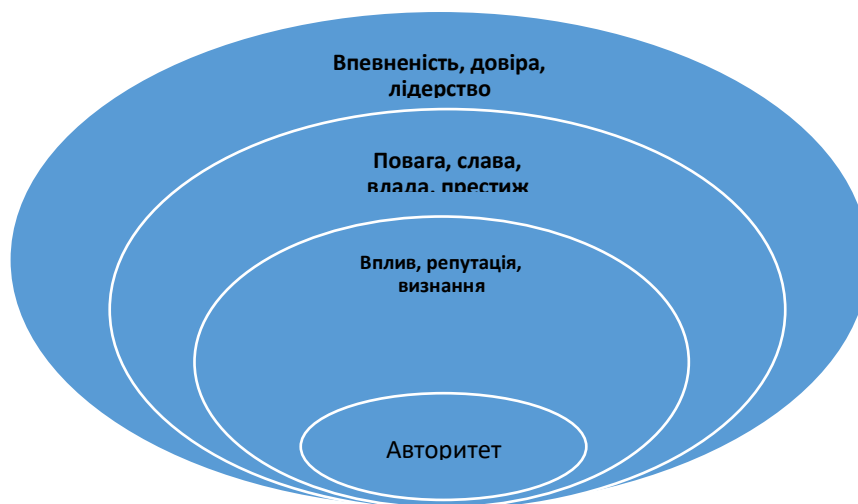 Впевненість, довіра,
лідерство
Повага, слава,
влада, престиж
Вплив, репутація,
визнання
Авторитет